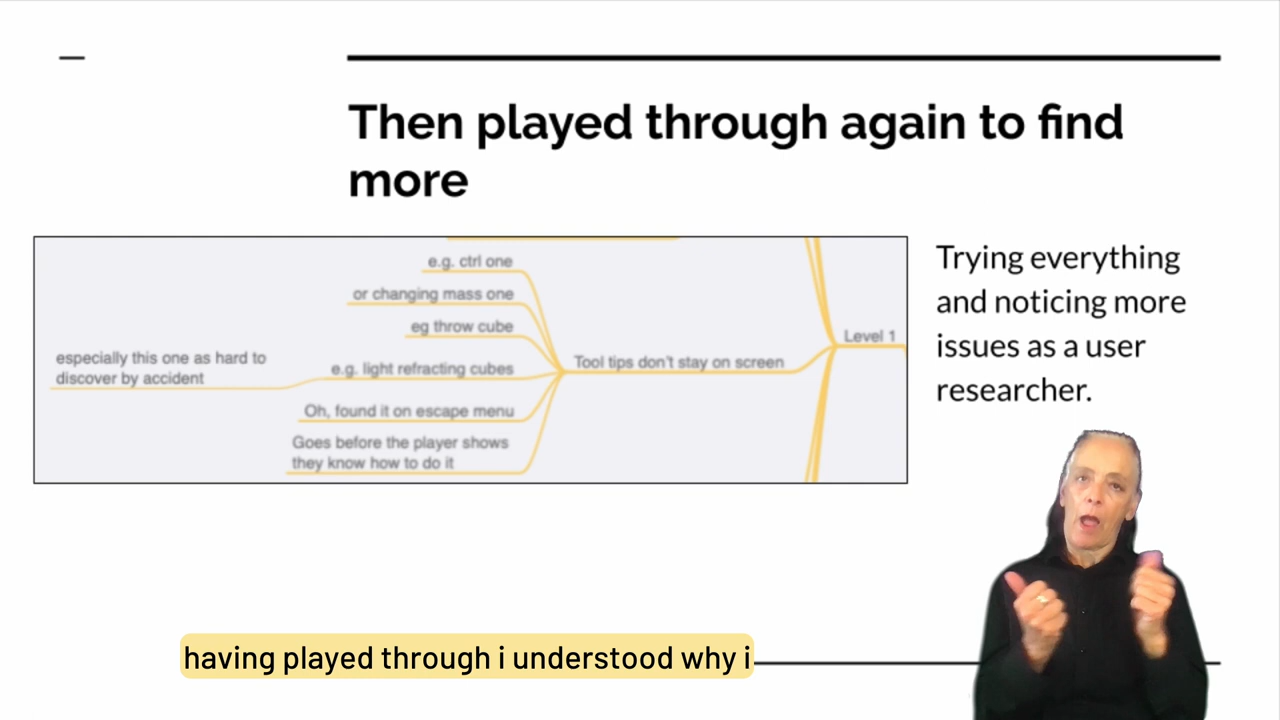 Then played through again to find
more
e.g. ctrl one
or changing mass one
eg throw cube
especially this one as hard to
discover by accident
e.g. light refracting cubes
Oh, found it on escape menu
Goes before the player shows
they know how to do it
Tool tips don't stay on screen
Level 1
Trying everything
and noticing more
issues as a user
researcher.
having played through i understood why i